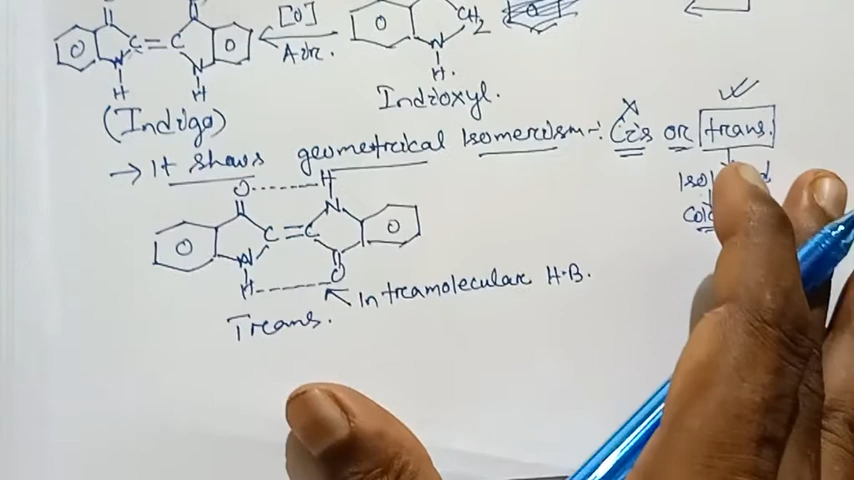 [O]
C = C
CH2
Air.
N N N
H H H.
(Indigo)
Indioxyl.
→ It shows geometrical Isomerism -: Cis or trans.
O H
N
C = C
N
H O
Intramolecular H.B.
Trans.